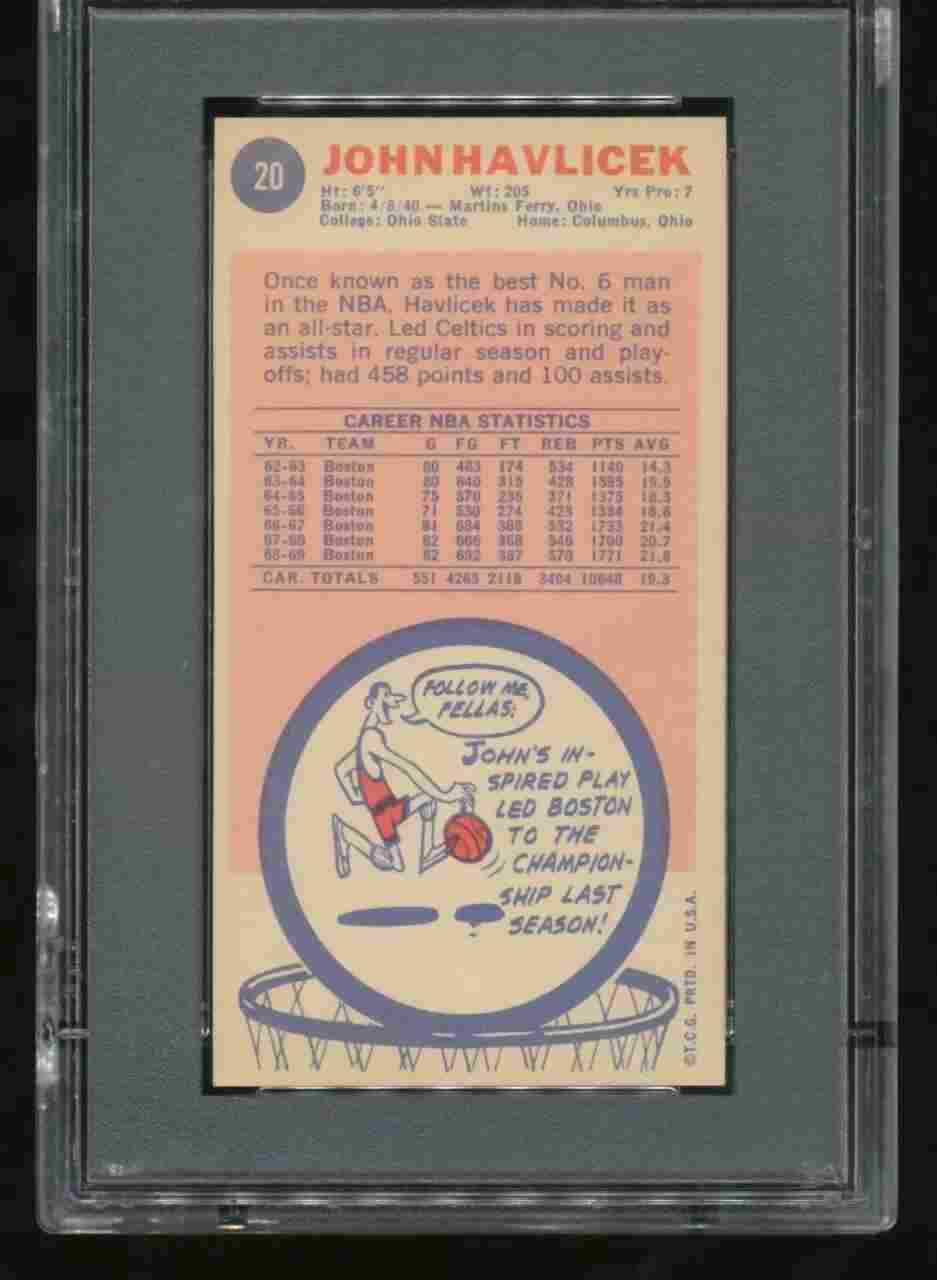 20 JOHN HAVLICEK
Ht: 6'5" Wt: 205 Yrs Pro: 7
Born: 4/8/40 — Martins Ferry, Ohio
College: Ohio State Home: Columbus, Ohio
Once known as the best No. 6 man
in the NBA, Havlicek has made it as
an all-star. Led Celtics in scoring and
assists in regular season and play-
offs; had 458 points and 100 assists.
CAREER NBA STATISTICS
YR. TEAM G FG FT REB PTS AVG
62-63 Boston 80 483 174 534 1140 14.3
63-64 Boston 80 640 315 428 1595 19.9
64-65 Boston 75 570 235 371 1375 18.3
65-66 Boston 71 530 274 423 1334 18.8
66-67 Boston 81 684 365 532 1733 21.4
67-68 Boston 82 666 368 546 1700 20.7
68-69 Boston 82 692 387 570 1771 21.6
CAR. TOTALS 551 4265 2118 3404 10648 19.3
FOLLOW ME,
FELLAS!
JOHN'S IN-
SPIRED PLAY
LED BOSTON
TO THE
CHAMPION-
SHIP LAST
SEASON!
©T.C.G. PRTD. IN U.S.A.